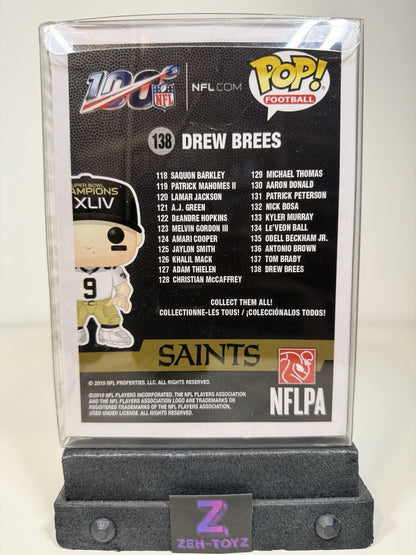 100
NFL
NFL.COM
POP!
FOOTBALL
138 DREW BREES
SUPER BOWL
CHAMPIONS
XLIV
9
118 SAQUON BARKLEY
119 PATRICK MAHOMES II
120 LAMAR JACKSON
121 A.J. GREEN
122 DeANDRE HOPKINS
123 MELVIN GORDON III
124 AMARI COOPER
125 JAYLON SMITH
126 KHALIL MACK
127 ADAM THIELEN
128 CHRISTIAN McCAFFREY
129 MICHAEL THOMAS
130 AARON DONALD
131 PATRICK PETERSON
132 NICK BOSA
133 KYLER MURRAY
134 LE'VEON BALL
135 ODELL BECKHAM JR.
136 ANTONIO BROWN
137 TOM BRADY
138 DREW BREES
COLLECT THEM ALL!
COLLECTIONNE-LES TOUS! / ¡COLECCIÓNALOS TODOS!
SAINTS
© 2019 NFL PROPERTIES, LLC. ALL RIGHTS RESERVED.
©2019 NFL PLAYERS INCORPORATED. THE NFL PLAYERS ASSOCIATION
AND THE NFL PLAYERS ASSOCIATION LOGO ARE TRADEMARKS OR
REGISTERED TRADEMARKS OF THE NFL PLAYERS ASSOCIATION,
USED UNDER LICENSE. ALL RIGHTS RESERVED.
NFLPA
Z
ZEH-TOYZ